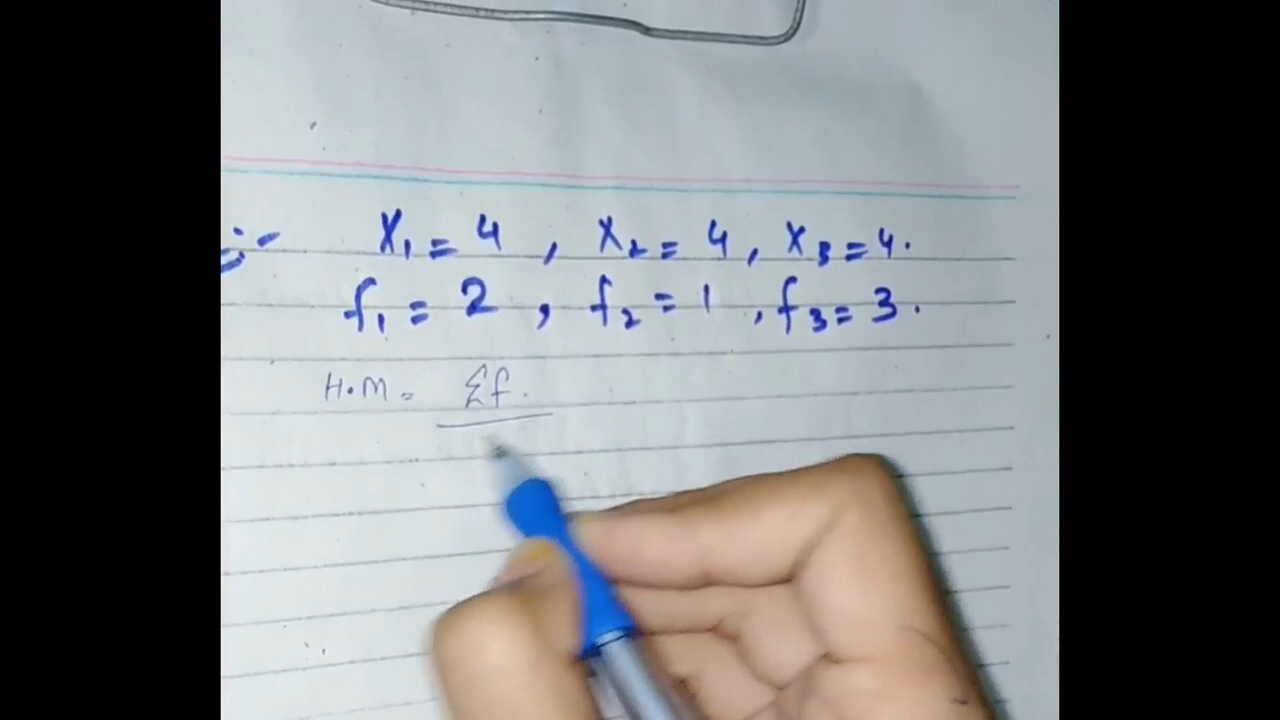 X₁ = 4 , X₂ = 4 , X₃ = 4.
f₁ = 2 , f₂ = 1 , f₃ = 3 .
H.M = Σf.